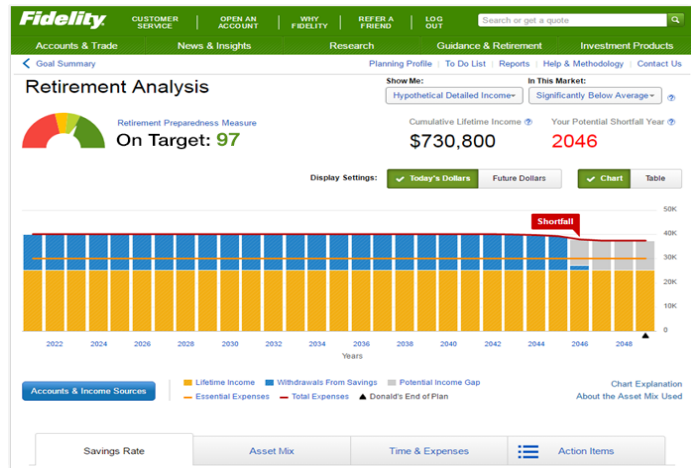 Fidelity
CUSTOMER SERVICE
OPEN AN ACCOUNT
WHY FIDELITY
REFER A FRIEND
LOG OUT
Search or get a quote
Accounts & Trade News & Insights Research Guidance & Retirement Investment Products
Goal Summary Planning Profile To Do List Reports Help & Methodology Contact Us
Retirement Analysis
Show Me:
Hypothetical Detailed Income
In This Market:
Significantly Below Average
?
Retirement Preparedness Measure
On Target: 97
Cumulative Lifetime Income ?
$730,800
Your Potential Shortfall Year ?
2046
Display Settings: Today's Dollars Future Dollars Chart Table
50K
Shortfall
40K
30K
20K
10K
0
2022 2024 2026 2028 2030 2032 2034 2036 2038 2040 2042 2044 2046 2048
Years
Accounts & Income Sources
Lifetime Income Withdrawals From Savings Potential Income Gap
Essential Expenses Total Expenses Donald's End of Plan
Chart Explanation
About the Asset Mix Used
Savings Rate Asset Mix Time & Expenses Action Items